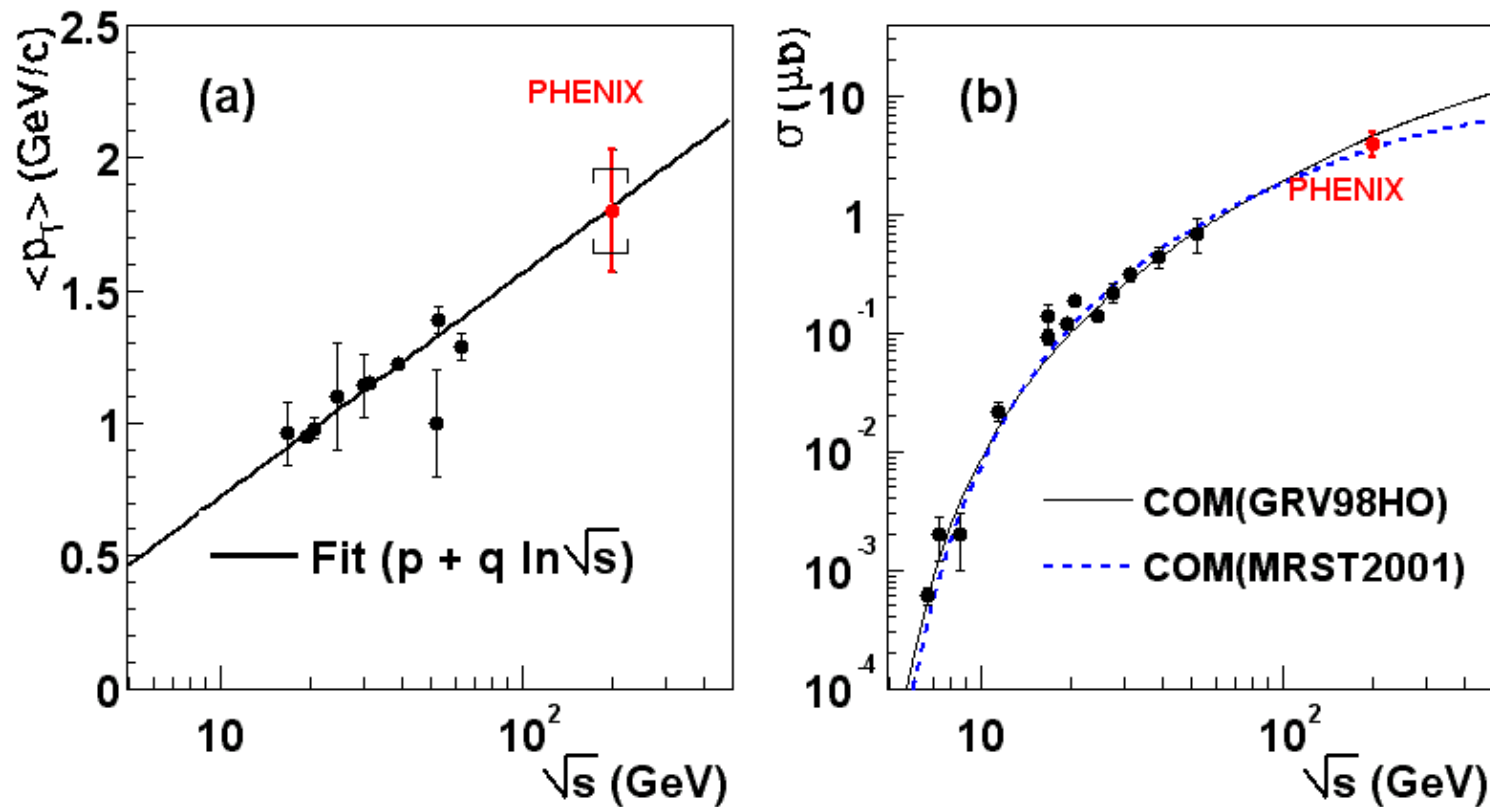 <p_T> (GeV/c)
2.5
2
1.5
1
0.5
0
(a)
PHENIX
Fit (p + q ln√s)
10
10²
√s (GeV)
σ (μb)
10
1
10⁻¹
10⁻²
10⁻³
10⁻⁴
(b)
PHENIX
COM(GRV98HO)
COM(MRST2001)
10
10²
√s (GeV)